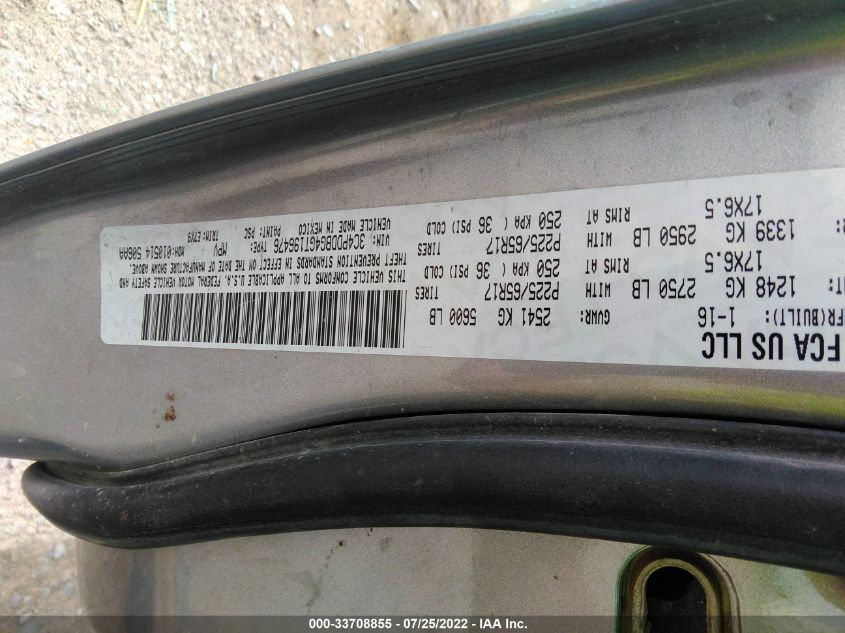 FCA US LLC
FR(BUILT): 1-16 GVWR: 2541 KG 5600 LB
1248 KG 2750 LB WITH P225/65R17 TIRES
17X6.5 RIMS AT 250 KPA ( 36 PSI) COLD
1339 KG 2950 LB WITH P225/65R17 TIRES
17X6.5 RIMS AT 250 KPA ( 36 PSI) COLD
THIS VEHICLE CONFORMS TO ALL APPLICABLE U.S.A. FEDERAL MOTOR VEHICLE SAFETY AND
THEFT PREVENTION STANDARDS IN EFFECT ON THE DATE OF MANUFACTURE SHOWN ABOVE.
VIN: 3C4PDDBG4GT196476 TYPE: MPV MDH: 010514 506AA
VEHICLE MADE IN MEXICO PAINT: PSC TRIM:
000-33708855 - 07/25/2022 - IAA Inc.